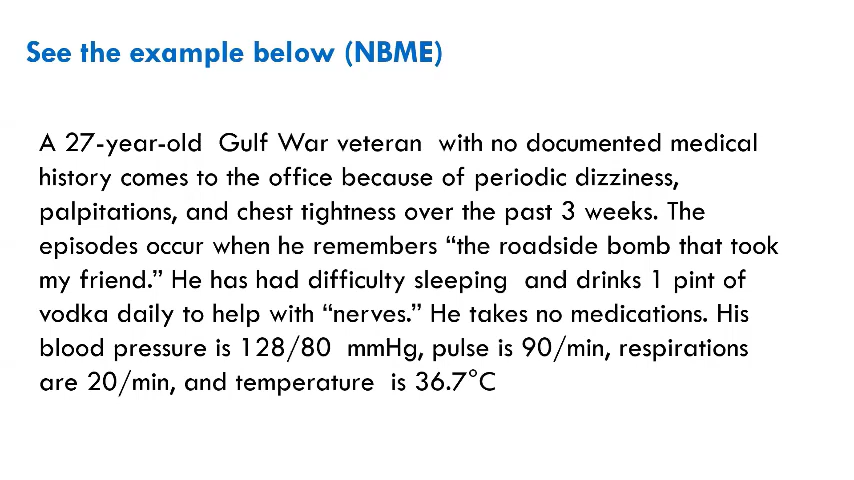 See the example below (NBME)
A 27-year-old Gulf War veteran with no documented medical
history comes to the office because of periodic dizziness,
palpitations, and chest tightness over the past 3 weeks. The
episodes occur when he remembers “the roadside bomb that took
my friend.” He has had difficulty sleeping and drinks 1 pint of
vodka daily to help with “nerves.” He takes no medications. His
blood pressure is 128/80 mmHg, pulse is 90/min, respirations
are 20/min, and temperature is 36.7°C